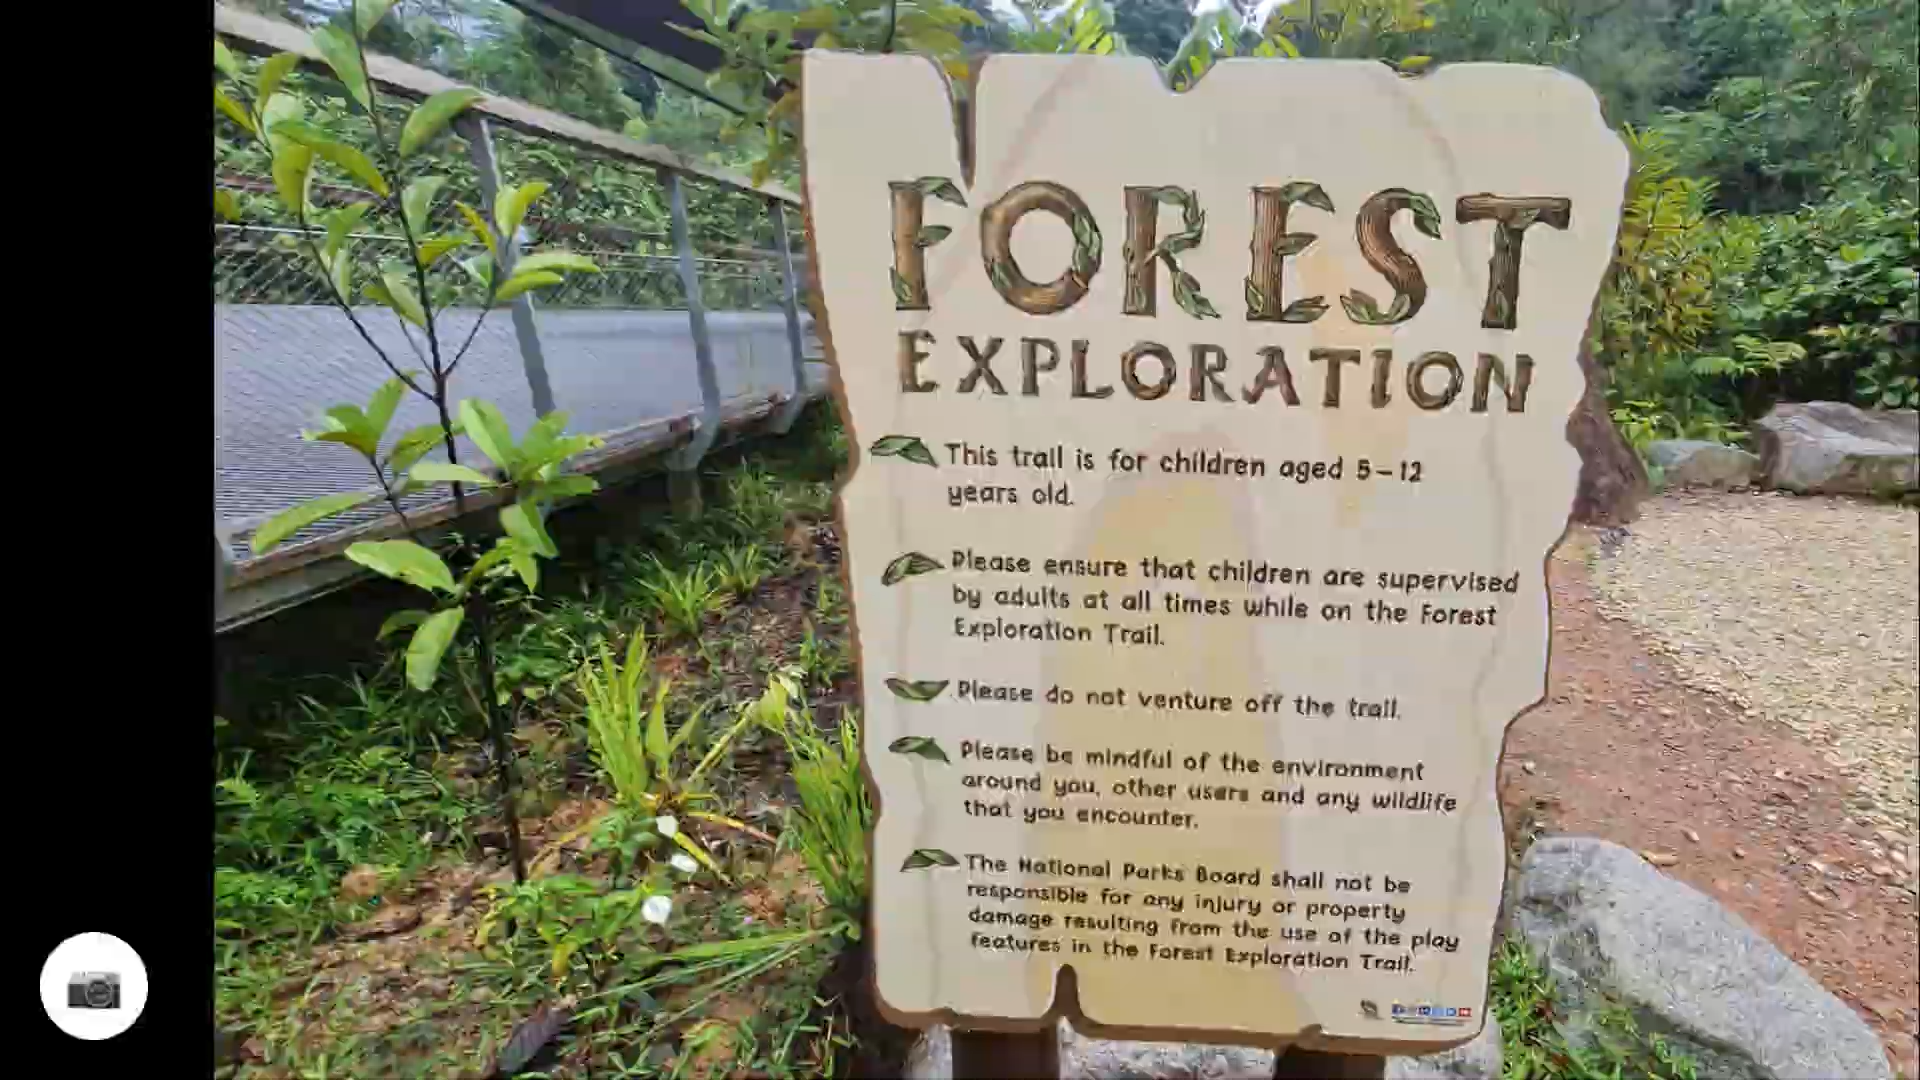 FOREST
EXPLORATION
This trail is for children aged 5–12
years old.
Please ensure that children are supervised
by adults at all times while on the Forest
Exploration Trail.
Please do not venture off the trail.
Please be mindful of the environment
around you, other users and any wildlife
that you encounter.
The National Parks Board shall not be
responsible for any injury or property
damage resulting from the use of the play
features in the Forest Exploration Trail.